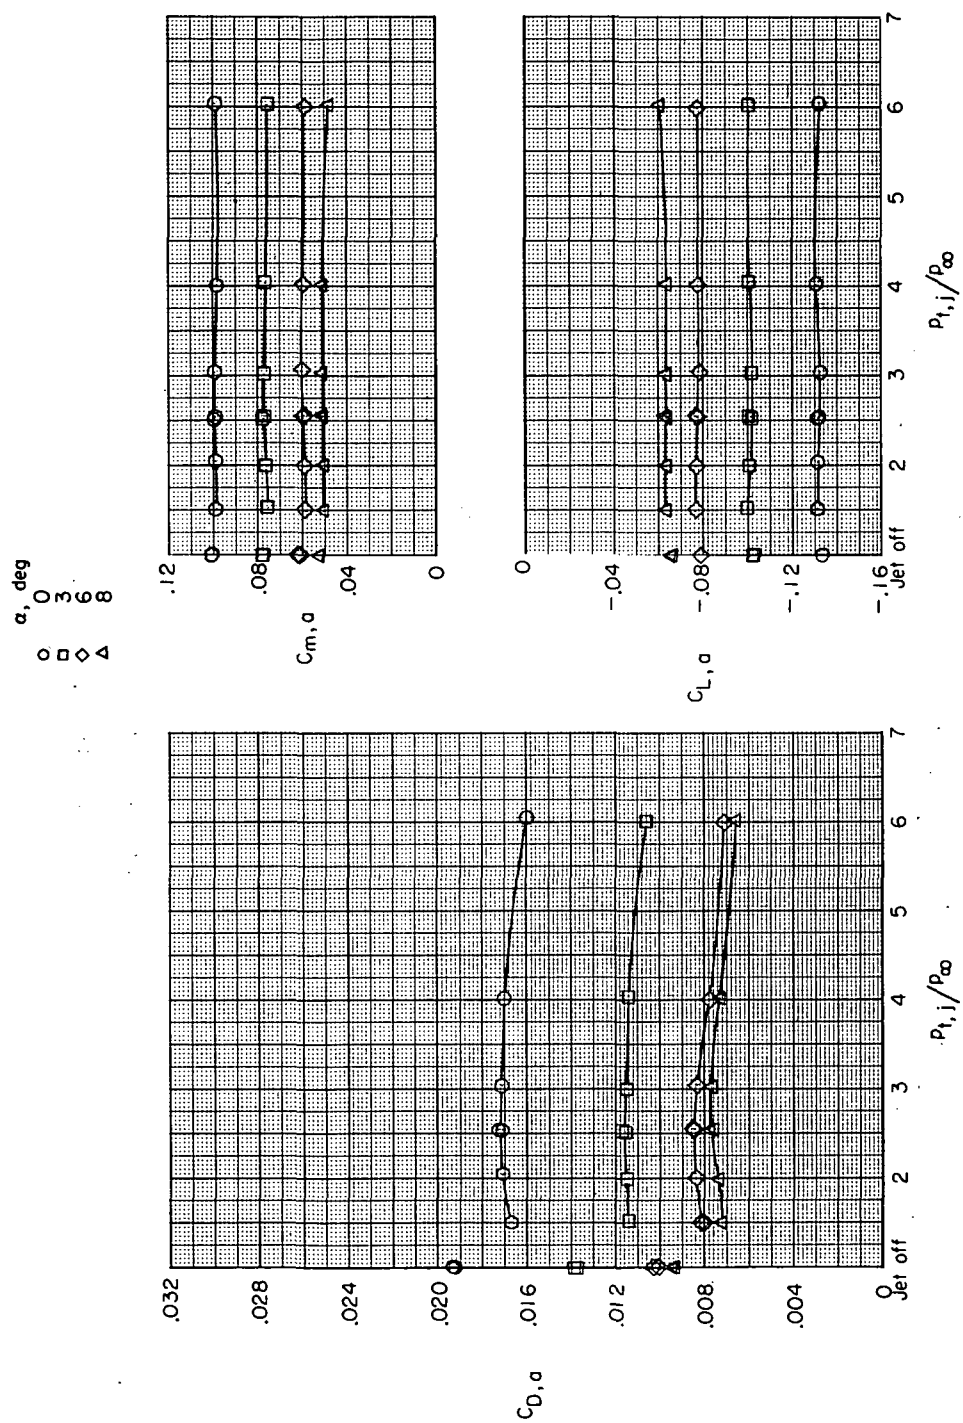 α, deg
○ 0
□ 3
◇ 6
△ 8
.032
.028
.024
.020
.016
.012
.008
.004
0
C_D,a
Jet off 2 3 4 5 6 7
p_t,j/p_∞
.12
.08
.04
0
C_m,a
0
-.04
-.08
-.12
-.16
C_L,a
Jet off 2 3 4 5 6 7
p_t,j/p_∞